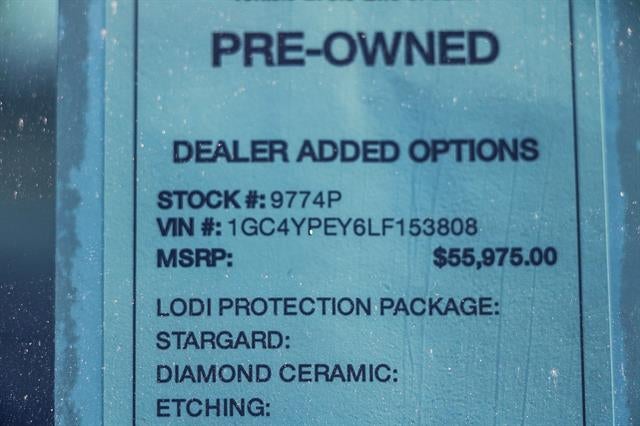 PRE-OWNED
DEALER ADDED OPTIONS
STOCK #: 9774P
VIN #: 1GC4YPEY6LF153808
MSRP: $55,975.00
LODI PROTECTION PACKAGE:
STARGARD:
DIAMOND CERAMIC:
ETCHING: